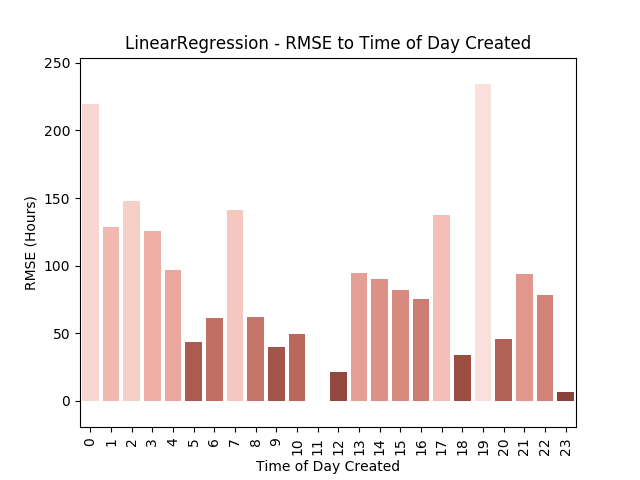 LinearRegression - RMSE to Time of Day Created
250
200
150
100
50
0
RMSE (Hours)
0 1 2 3 4 5 6 7 8 9 10 11 12 13 14 15 16 17 18 19 20 21 22 23
Time of Day Created